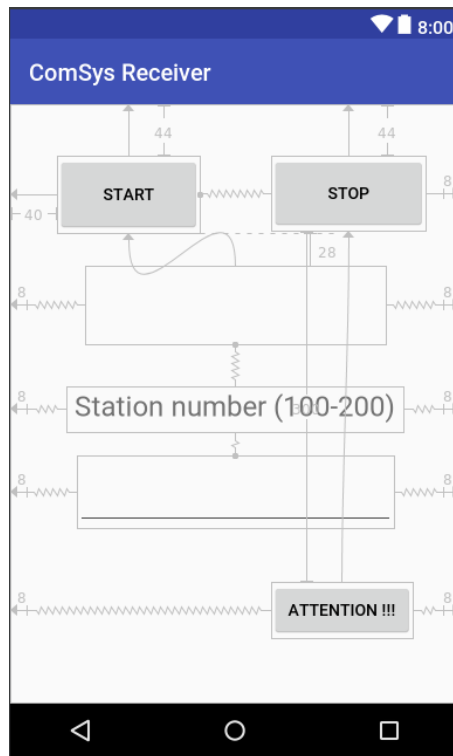 8:00
ComSys Receiver
44 44
START STOP 8
40
28
8 8
8 Station number (100-200) 8
8 8
8 ATTENTION !!! 8